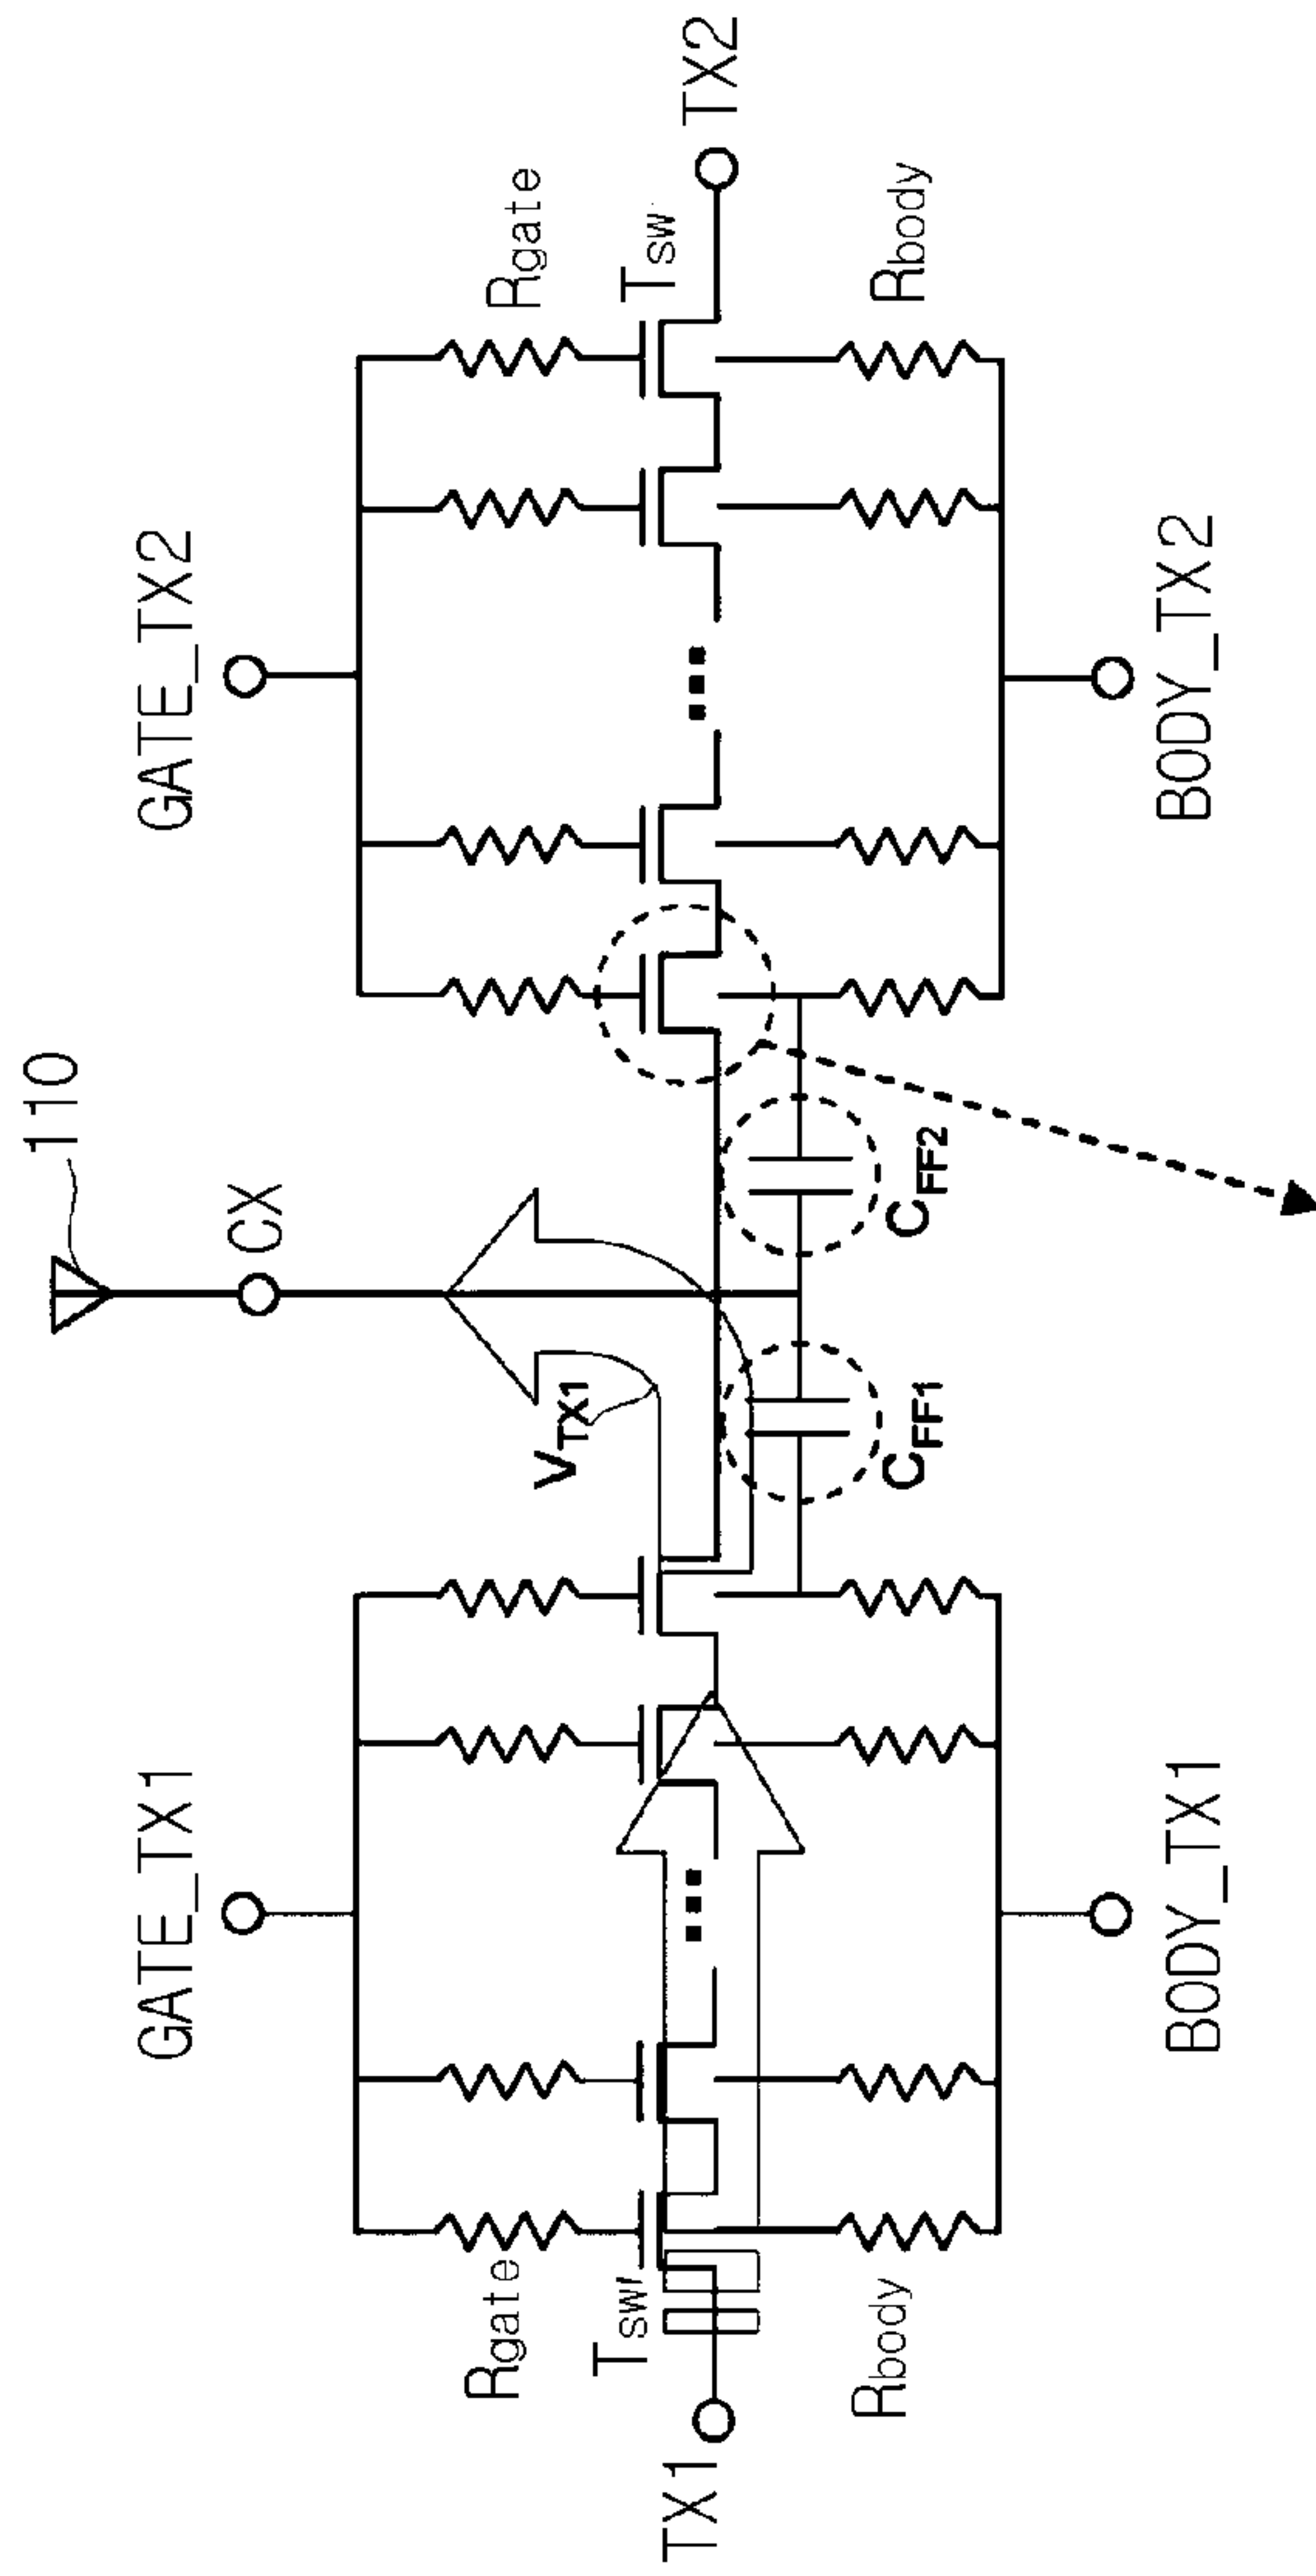 110
CX
GATE_TX1
GATE_TX2
Rgate
Rgate
VTX1
Tsw
Tsw
TX1
TX2
CFF1
CFF2
Rbody
Rbody
BODY_TX1
BODY_TX2